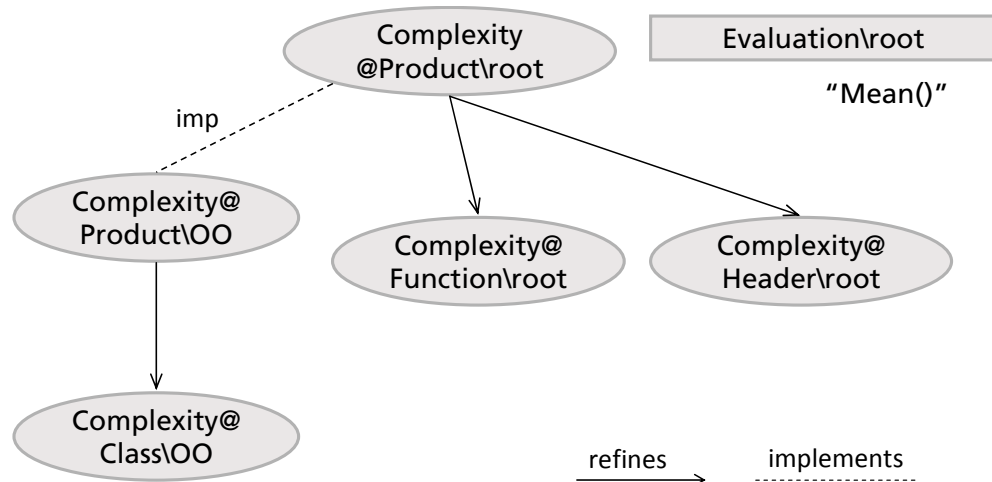 Complexity
@Product\root
Evaluation\root
“Mean()”
imp
Complexity@
Product\OO
Complexity@
Function\root
Complexity@
Header\root
Complexity@
Class\OO
refines
implements